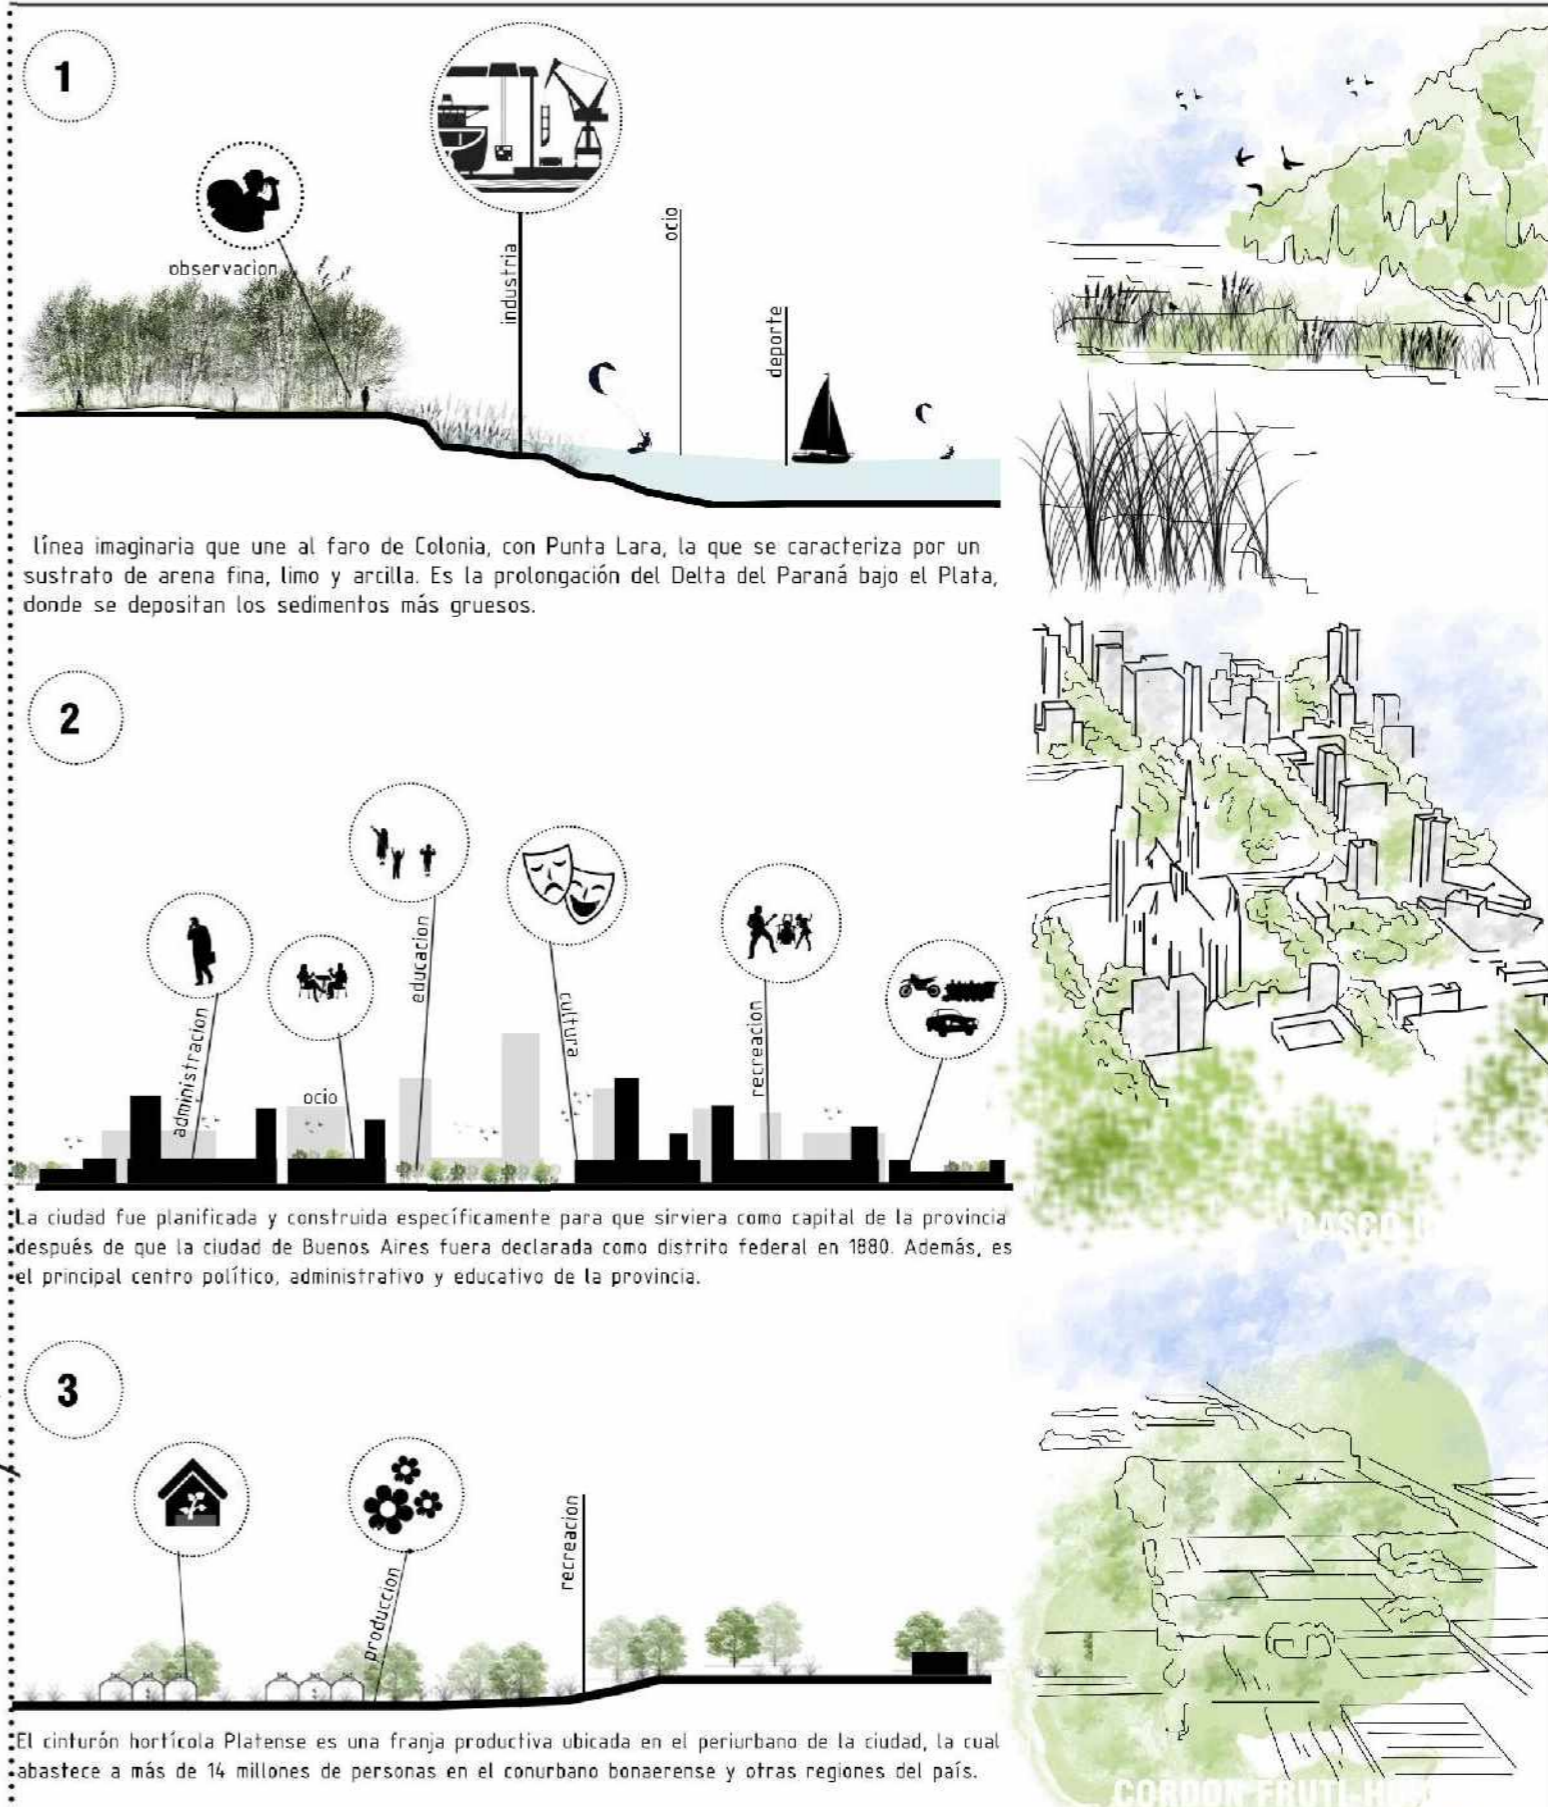 1
observacion
industria
ocio
deporte
línea imaginaria que une al faro de Colonia, con Punta Lara, la que se caracteriza por un
sustrato de arena fina, limo y arcilla. Es la prolongación del Delta del Paraná bajo el Plata,
donde se depositan los sedimentos más gruesos.
2
administracion
ocio
educacion
cultura
recreacion
La ciudad fue planificada y construida específicamente para que sirviera como capital de la provincia
después de que la ciudad de Buenos Aires fuera declarada como distrito federal en 1880. Además, es
el principal centro político, administrativo y educativo de la provincia.
CASCO
3
produccion
recreacion
El cinturón hortícola Platense es una franja productiva ubicada en el periurbano de la ciudad, la cual
abastece a más de 14 millones de personas en el conurbano bonaerense y otras regiones del país.
CORDON FRUTI-H